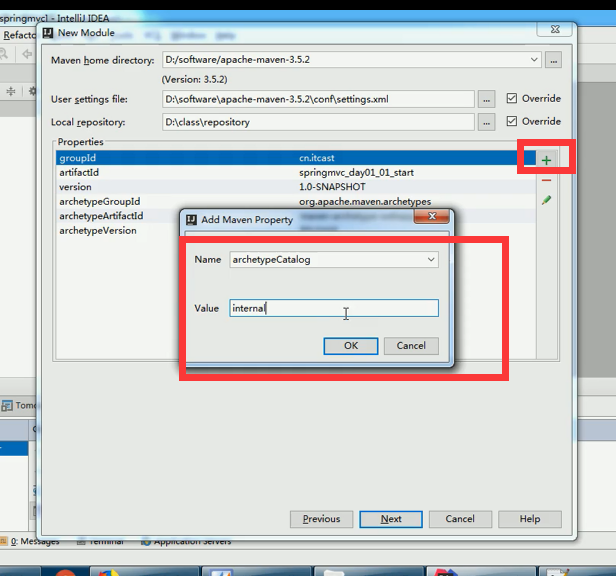 springmvc] - IntelliJ IDEA
Refacto
New Module
Maven home directory: D:/software/apache-maven-3.5.2 ...
(Version: 3.5.2)
User settings file: D:\software\apache-maven-3.5.2\conf\settings.xml ... Override
Local repository: D:\class\repository ... Override
Properties
groupId cn.itcast
artifactId springmvc_day01_01_start
version 1.0-SNAPSHOT
archetypeGroupId org.apache.maven.archetypes
archetypeArtifactId
archetypeVersion
Add Maven Property
Name archetypeCatalog
Value internal
OK Cancel
Tom
Previous Next Cancel Help
0: Messages Terminal Application Servers